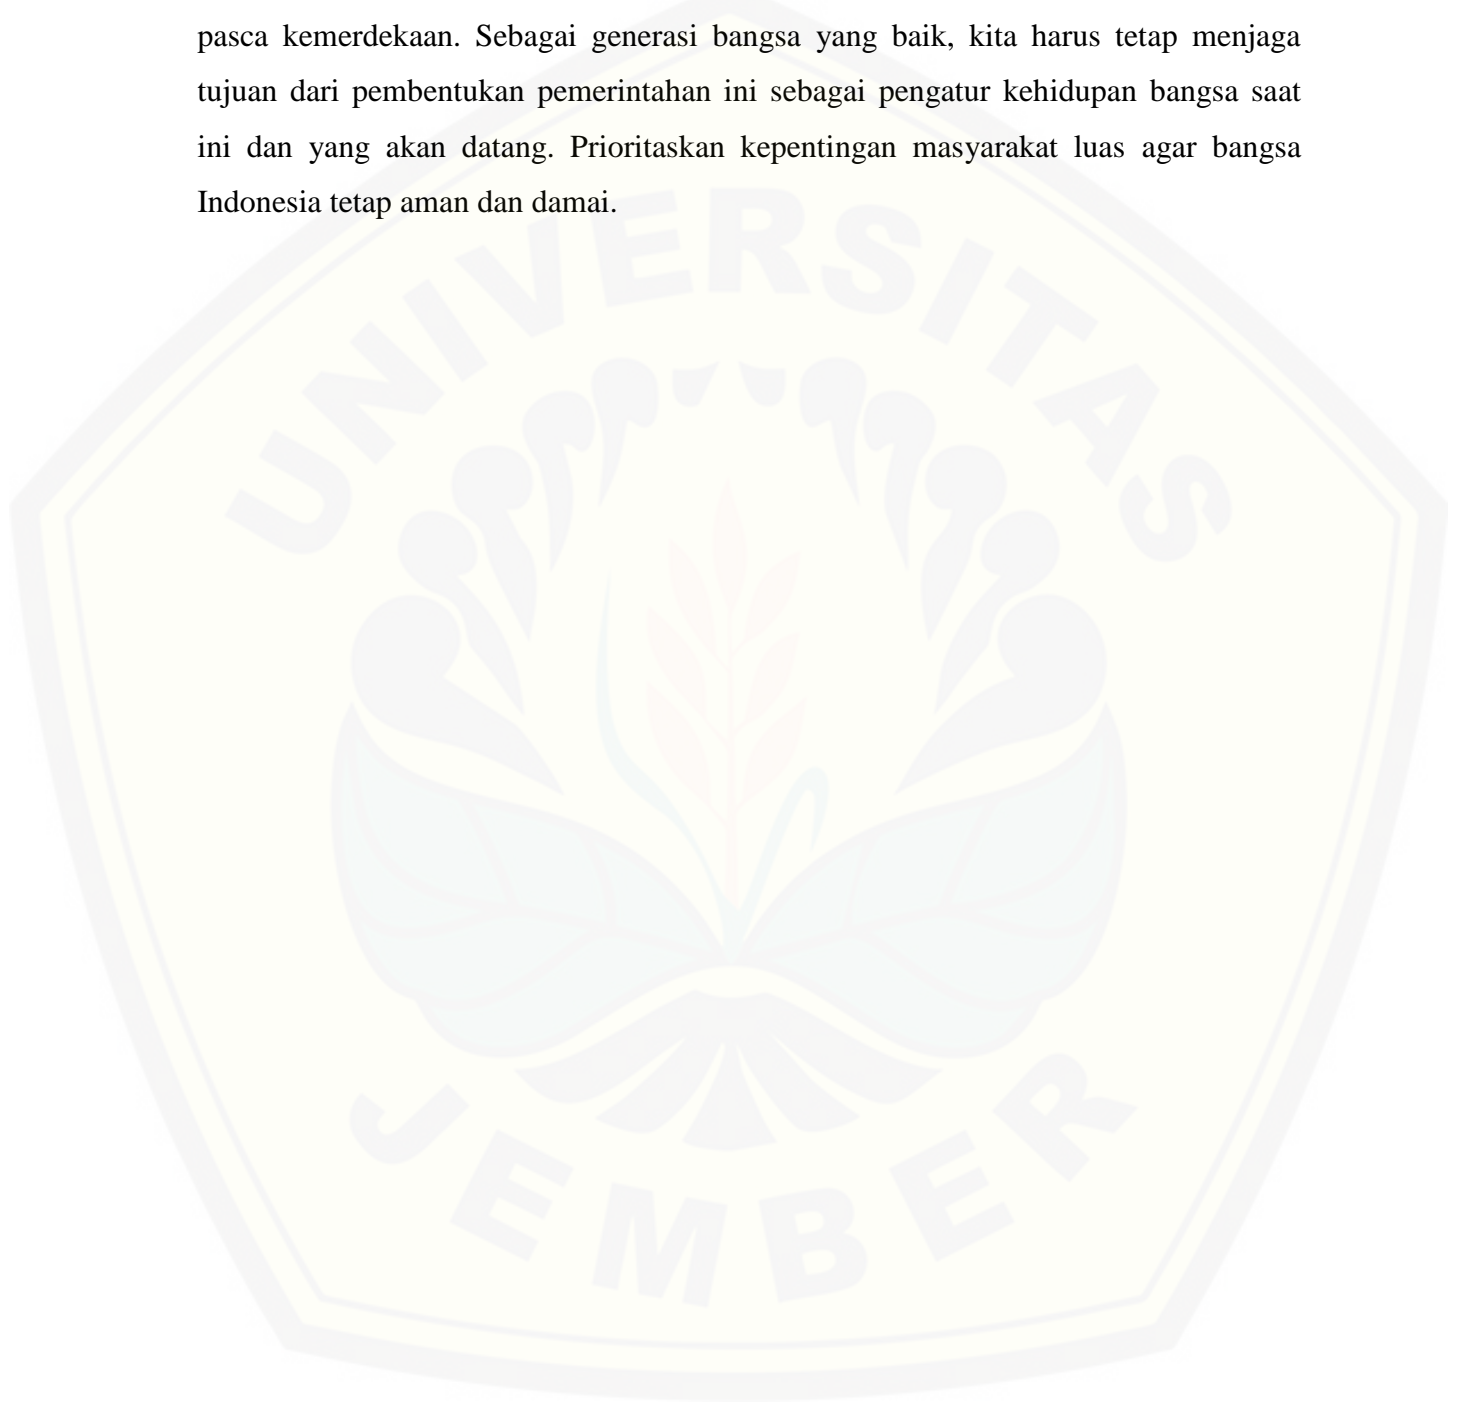 pasca kemerdekaan. Sebagai generasi bangsa yang baik, kita harus tetap menjaga
tujuan dari pembentukan pemerintahan ini sebagai pengatur kehidupan bangsa saat
ini dan yang akan datang. Prioritaskan kepentingan masyarakat luas agar bangsa
Indonesia tetap aman dan damai.
UNIVERSITAS
JEMBER